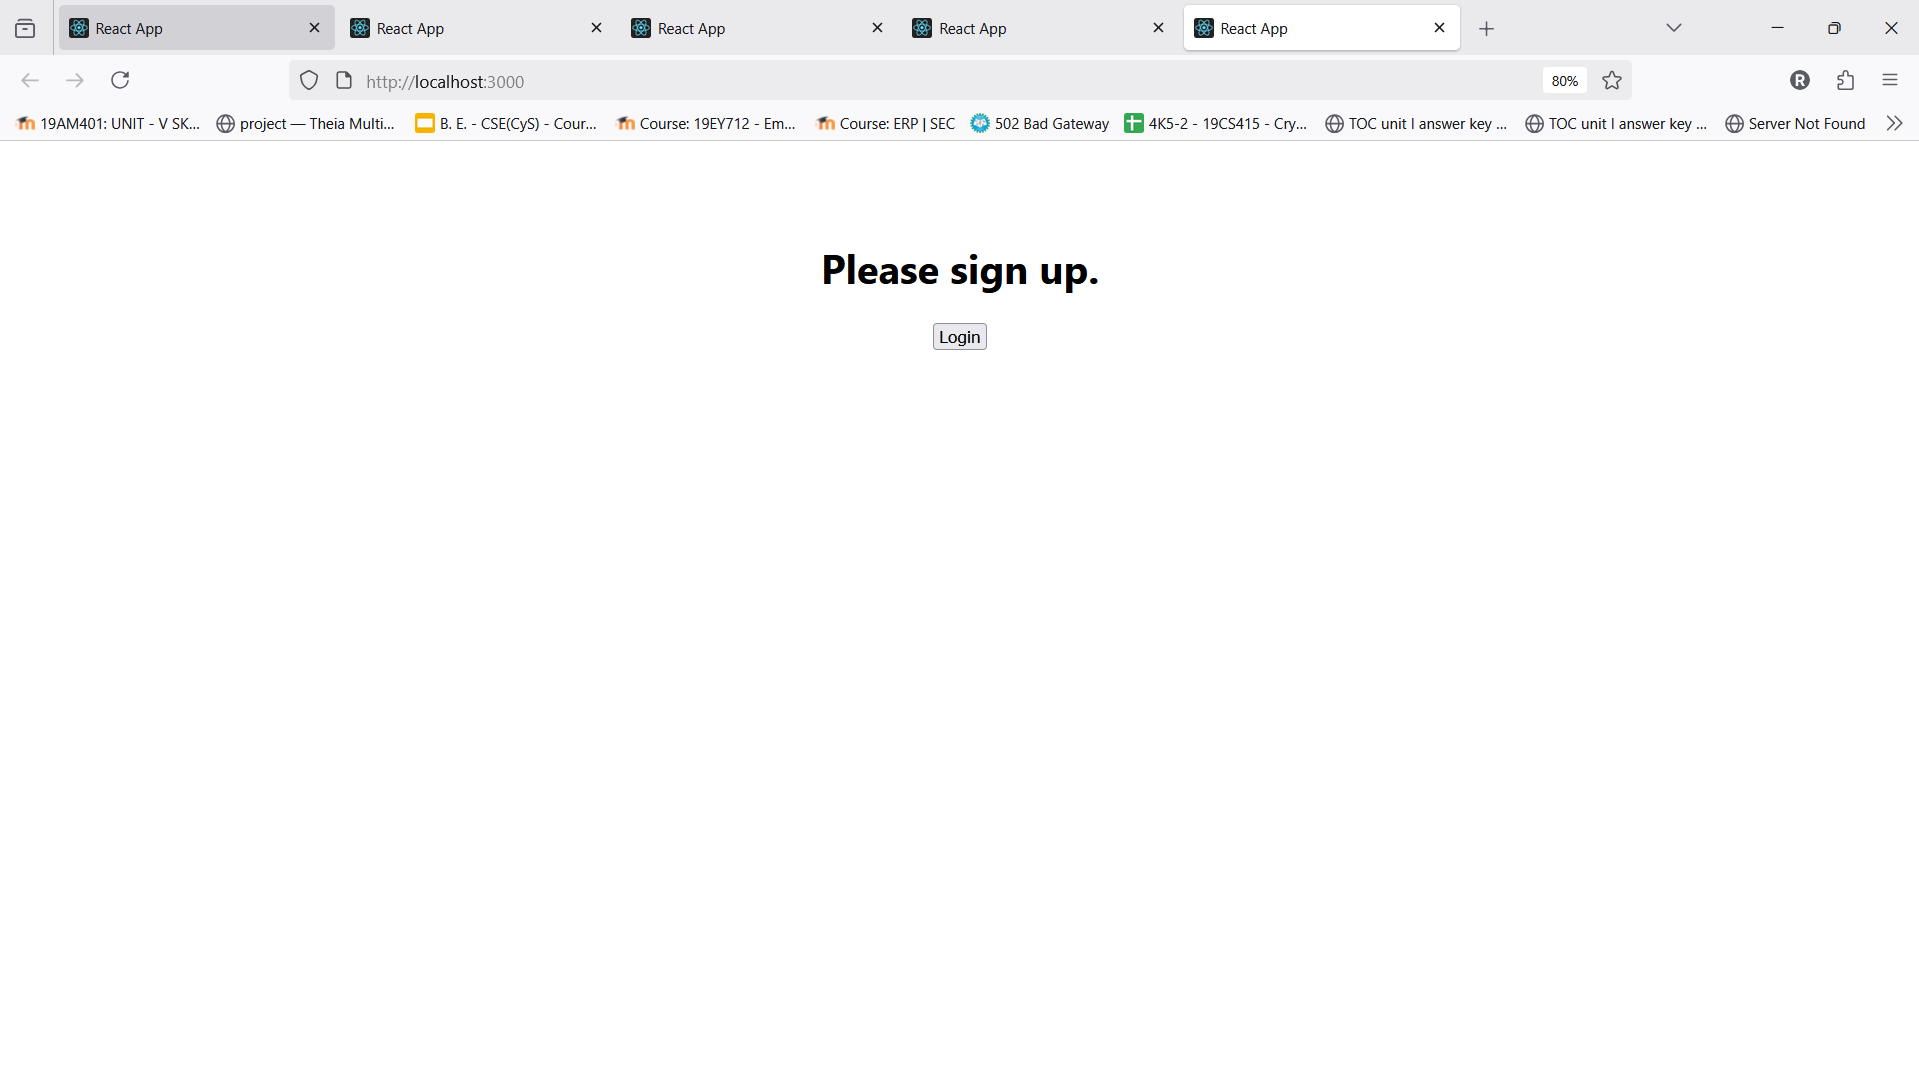 React App React App React App React App React App
http://localhost:3000 80% R
19AM401: UNIT - V SK... project — Theia Multi... B. E. - CSE(CyS) - Cour... Course: 19EY712 - Em... Course: ERP | SEC 502 Bad Gateway 4K5-2 - 19CS415 - Cry... TOC unit I answer key ... TOC unit I answer key ... Server Not Found
Please sign up.
Login